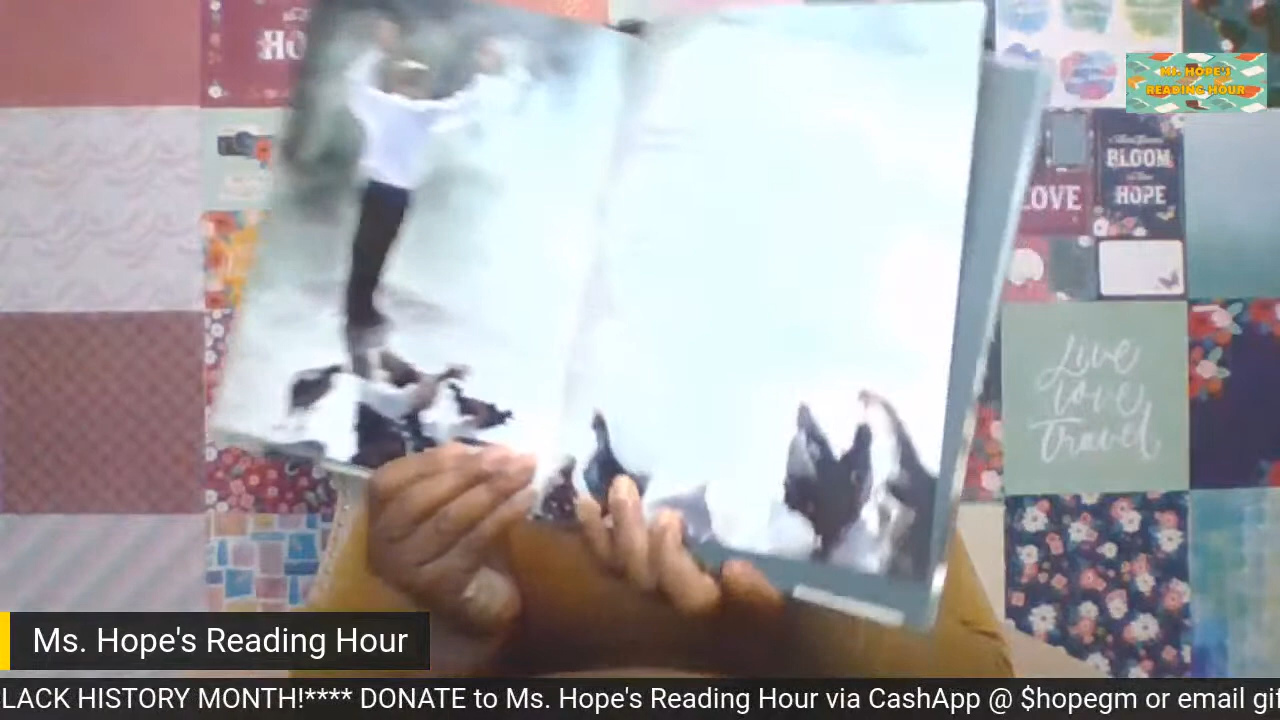 HO
MS. HOPE'S
READING HOUR
BLOOM
HOPE
LOVE
Live
love
Travel
Ms. Hope's Reading Hour
LACK HISTORY MONTH!**** DONATE to Ms. Hope's Reading Hour via CashApp @ $hopegm or email gif